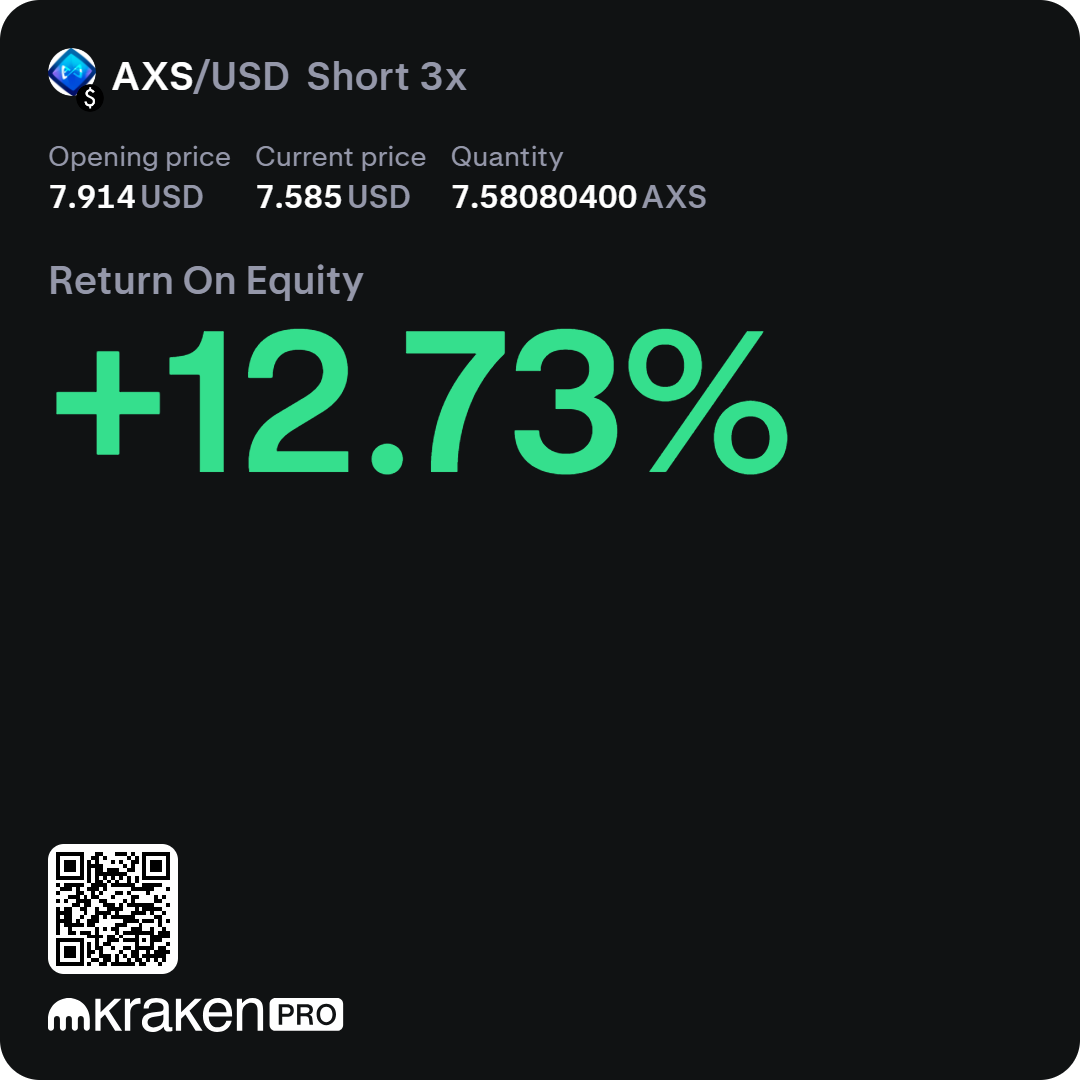 AXS/USD Short 3x
$
Opening price Current price Quantity
7.914 USD 7.585 USD 7.58080400 AXS
Return On Equity
+12.73%
kraken PRO